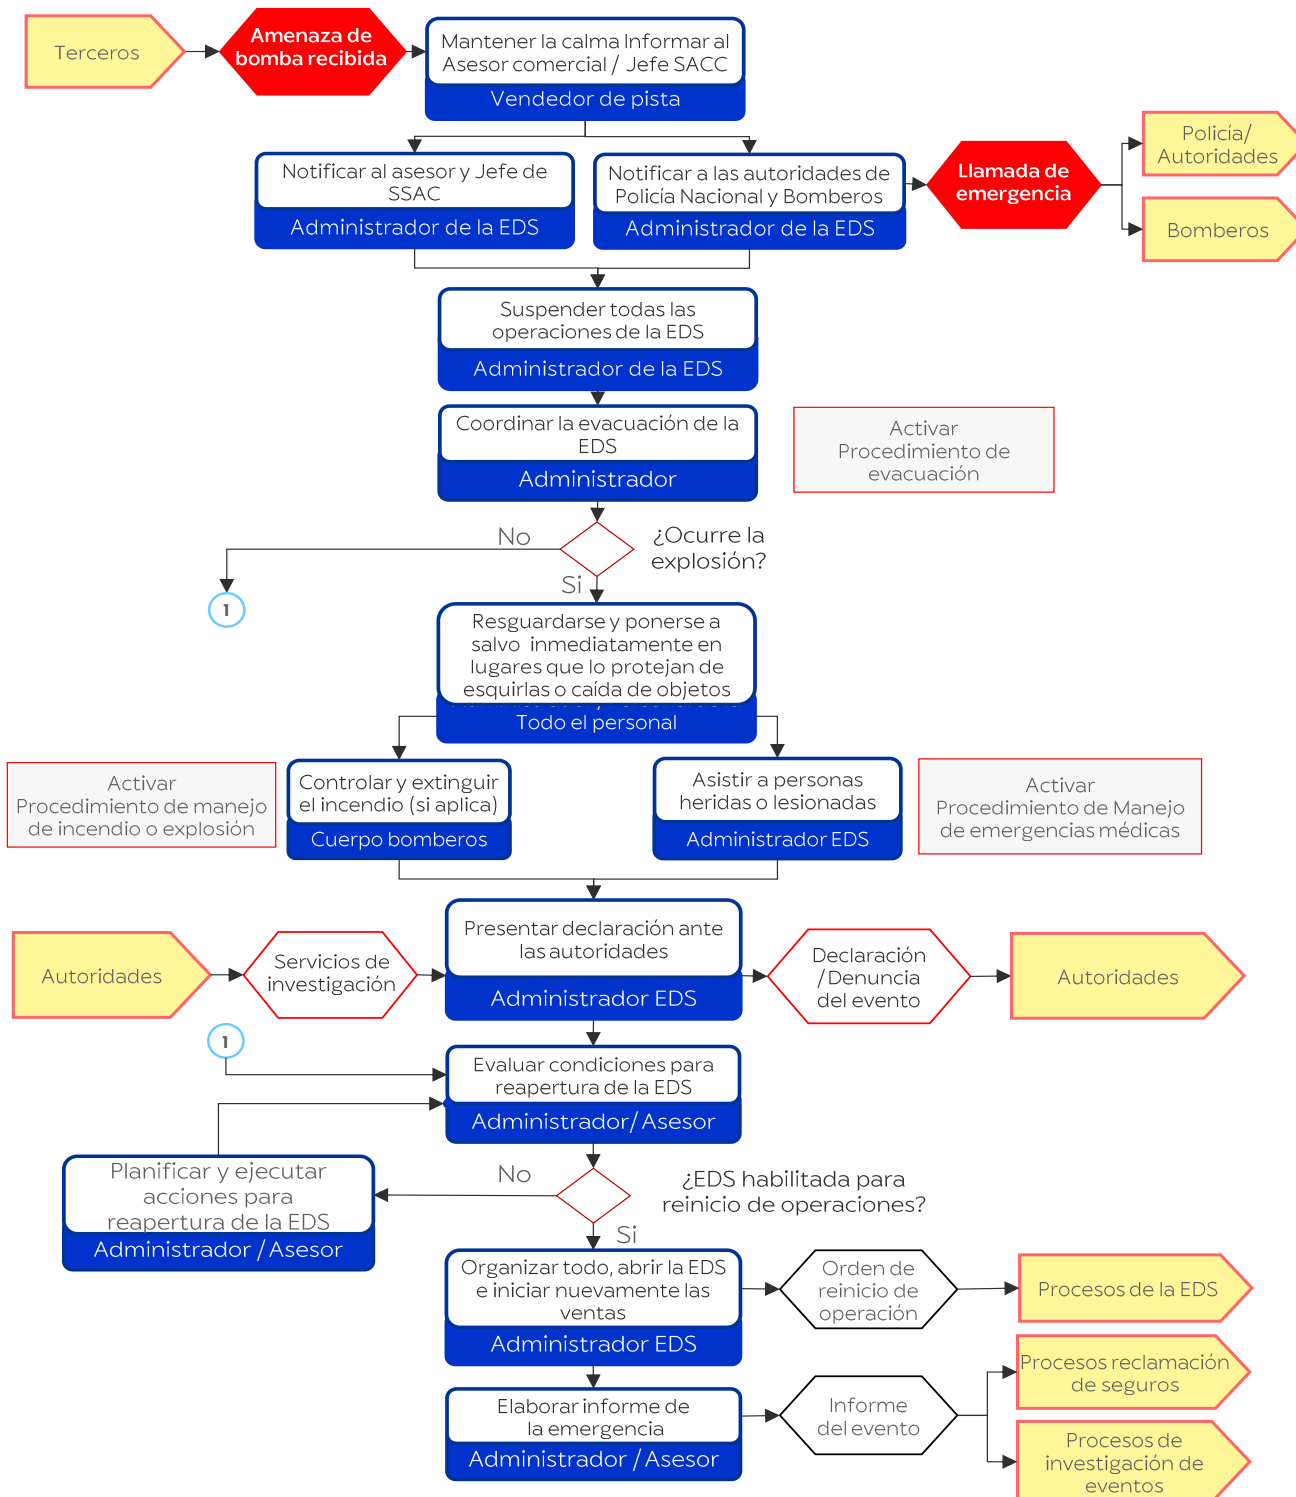 Terceros
Amenaza de
bomba recibida
Mantener la calma Informar al
Asesor comercial / Jefe SACC
Vendedor de pista
Notificar al asesor y Jefe de
SSAC
Administrador de la EDS
Notificar a las autoridades de
Policía Nacional y Bomberos
Administrador de la EDS
Llamada de
emergencia
Policía/
Autoridades
Bomberos
Suspender todas las
operaciones de la EDS
Administrador de la EDS
Coordinar la evacuación de la
EDS
Administrador
Activar
Procedimiento de
evacuación
No
¿Ocurre la
explosión?
Si
1
Resguardarse y ponerse a
salvo inmediatamente en
lugares que lo protejan de
esquirlas o caída de objetos
Todo el personal
Activar
Procedimiento de manejo
de incendio o explosión
Controlar y extinguir
el incendio (si aplica)
Cuerpo bomberos
Asistir a personas
heridas o lesionadas
Administrador EDS
Activar
Procedimiento de Manejo
de emergencias médicas
Autoridades
Servicios de
investigación
Presentar declaración ante
las autoridades
Administrador EDS
Declaración
/Denuncia
del evento
Autoridades
1
Evaluar condiciones para
reapertura de la EDS
Administrador/Asesor
Planificar y ejecutar
acciones para
reapertura de la EDS
Administrador /Asesor
No
¿EDS habilitada para
reinicio de operaciones?
Si
Organizar todo, abrir la EDS
e iniciar nuevamente las
ventas
Administrador EDS
Orden de
reinicio de
operación
Procesos de la EDS
Elaborar informe de
la emergencia
Administrador /Asesor
Informe
del evento
Procesos reclamación
de seguros
Procesos de
investigación de
eventos